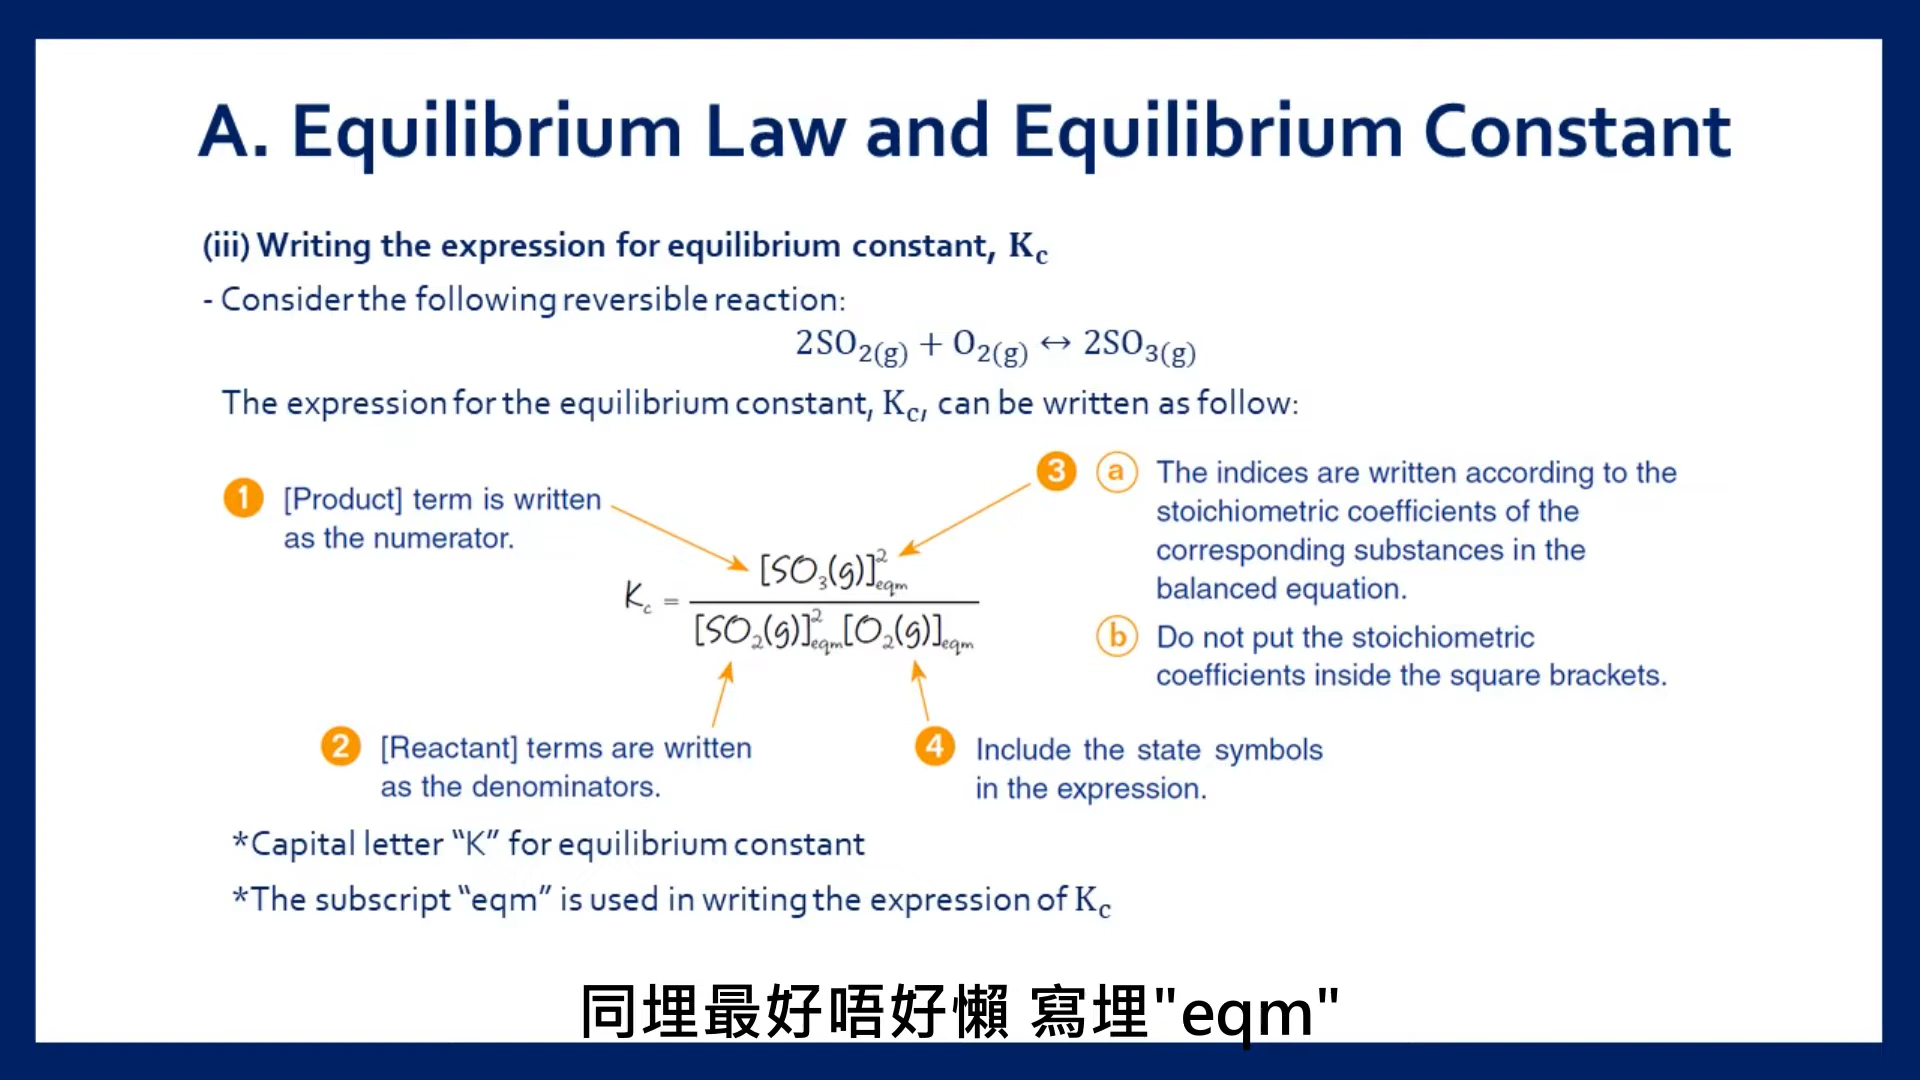 A. Equilibrium Law and Equilibrium Constant
(iii) Writing the expression for equilibrium constant, K_c
- Consider the following reversible reaction:
2SO₂(g) + O₂(g) ↔ 2SO₃(g)
The expression for the equilibrium constant, K_c, can be written as follow:
1 [Product] term is written
as the numerator.
3 a The indices are written according to the
stoichiometric coefficients of the
corresponding substances in the
balanced equation.
b Do not put the stoichiometric
coefficients inside the square brackets.
K_c = [SO₃(g)]²eqm
[SO₂(g)]²eqm[O₂(g)]eqm
2 [Reactant] terms are written
as the denominators.
4 Include the state symbols
in the expression.
*Capital letter “K” for equilibrium constant
*The subscript “eqm” is used in writing the expression of K_c
同埋最好唔好懶 寫埋"eqm"